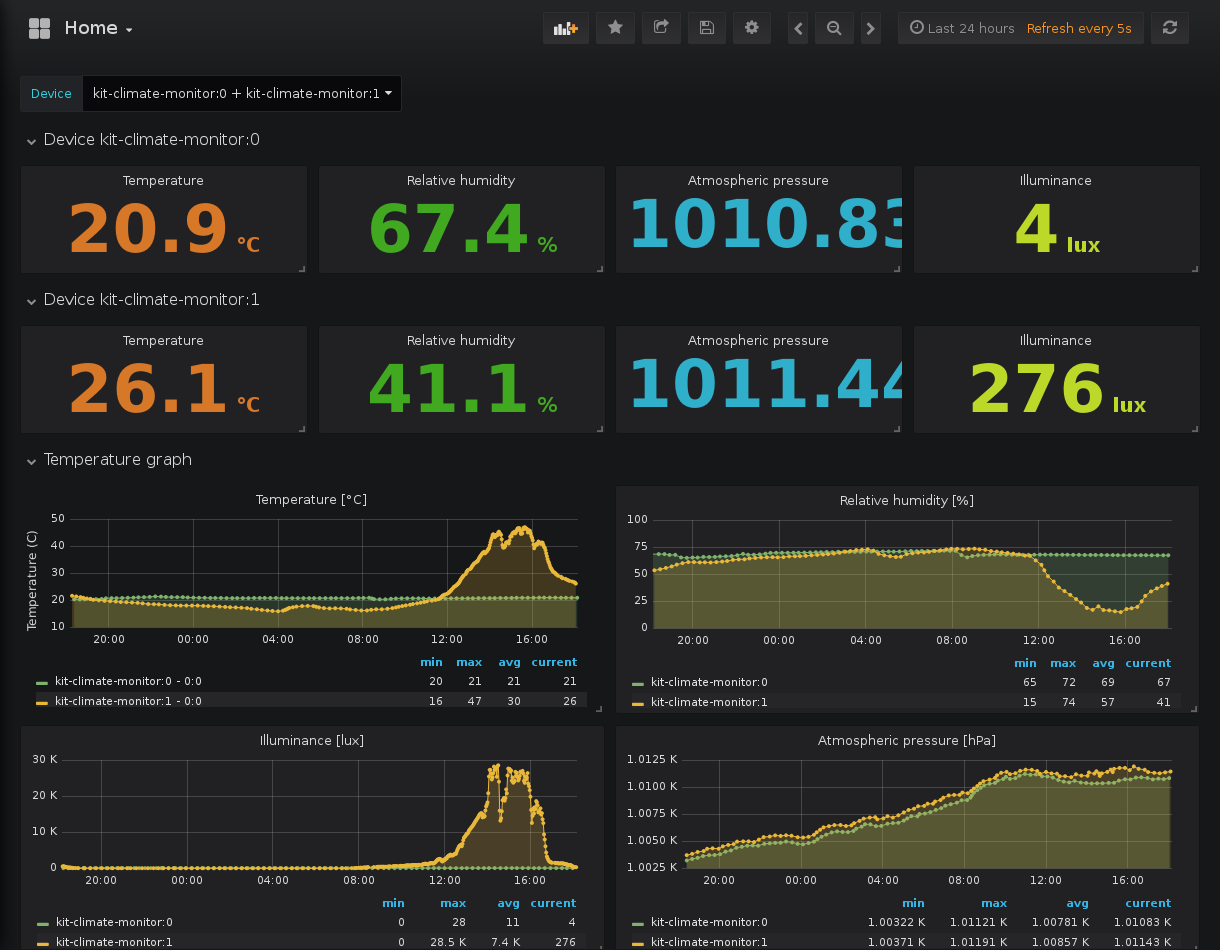 Home
Last 24 hours Refresh every 5s
Device kit-climate-monitor:0 + kit-climate-monitor:1
Device kit-climate-monitor:0
Temperature Relative humidity Atmospheric pressure Illuminance
20.9 °C 67.4 % 1010.83 4 lux
Device kit-climate-monitor:1
Temperature Relative humidity Atmospheric pressure Illuminance
26.1 °C 41.1 % 1011.44 276 lux
Temperature graph
Temperature [°C]
Temperature (C)
50
40
30
20
10
20:00 00:00 04:00 08:00 12:00 16:00
min max avg current
kit-climate-monitor:0 - 0:0 20 21 21 21
kit-climate-monitor:1 - 0:0 16 47 30 26
Relative humidity [%]
100
75
50
25
0
20:00 00:00 04:00 08:00 12:00 16:00
min max avg current
kit-climate-monitor:0 65 72 69 67
kit-climate-monitor:1 15 74 57 41
Illuminance [lux]
30 K
20 K
10 K
0
20:00 00:00 04:00 08:00 12:00 16:00
min max avg current
kit-climate-monitor:0 0 28 11 4
kit-climate-monitor:1 0 28.5 K 7.4 K 276
Atmospheric pressure [hPa]
1.0125 K
1.0100 K
1.0075 K
1.0050 K
1.0025 K
20:00 00:00 04:00 08:00 12:00 16:00
min max avg current
kit-climate-monitor:0 1.00322 K 1.01121 K 1.00781 K 1.01083 K
kit-climate-monitor:1 1.00371 K 1.01191 K 1.00857 K 1.01143 K